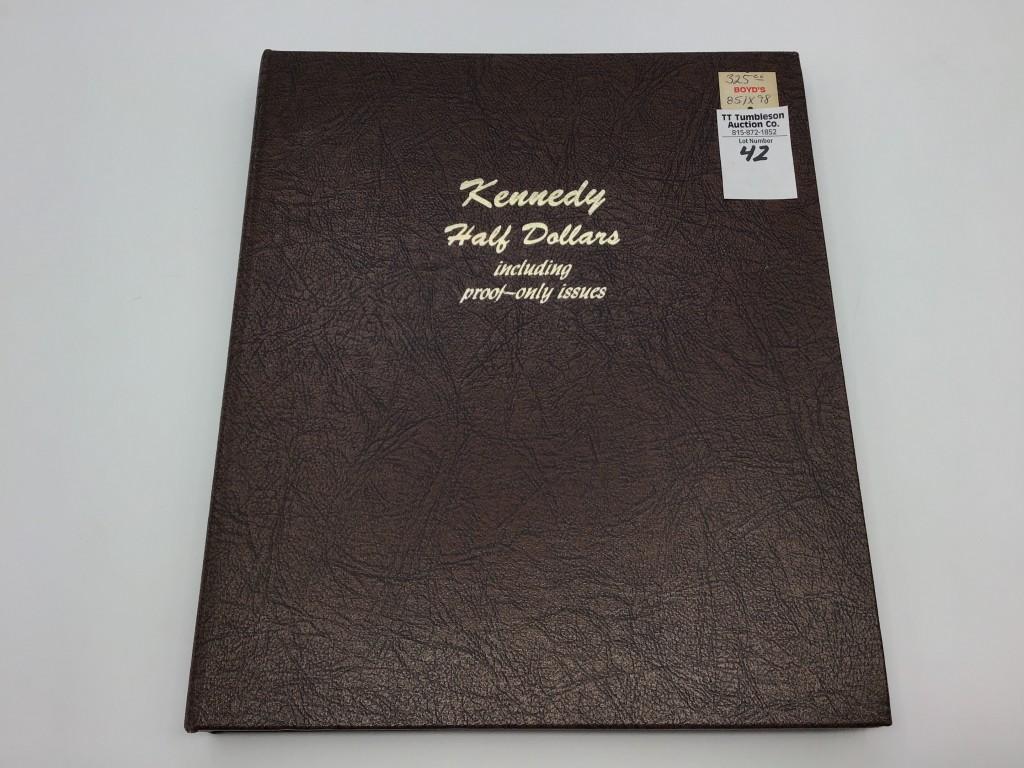 325⁰⁰
BOYD'S
851X98
TT Tumbleson
Auction Co.
815-872-1852
Lot Number
42
Kennedy
Half Dollars
including
proof-only issues